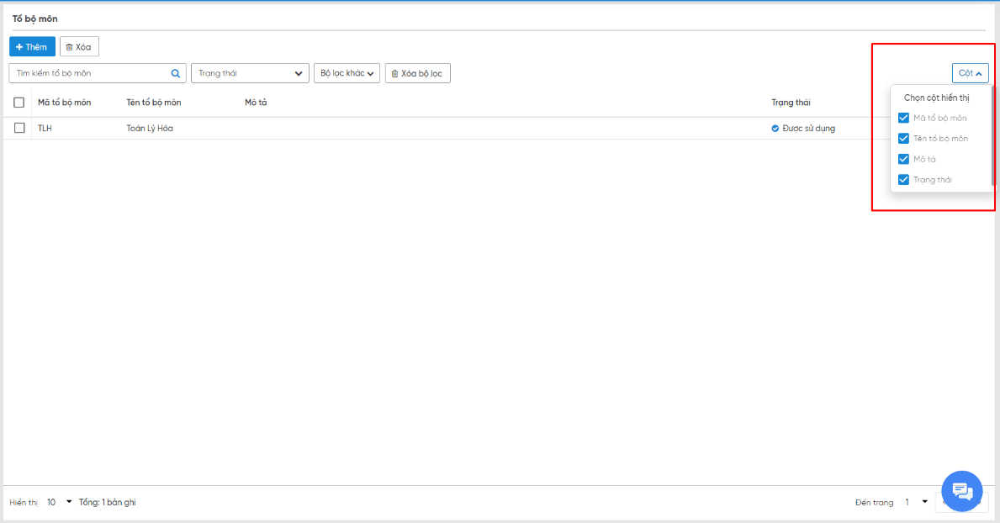 Tổ bộ môn
Thêm Xóa
Tìm kiếm tổ bộ môn Trạng thái Bộ lọc khác Xóa bộ lọc Cột
Chọn cột hiển thị
Mã tổ bộ môn Tên tổ bộ môn Mô tả Trạng thái
Mã tổ bộ môn
TLH Toán Lý Hóa Được sử dụng
Tên tổ bộ môn
Mô tả
Trạng thái
Hiển thị 10 Tổng: 1 bản ghi Đến trang 1